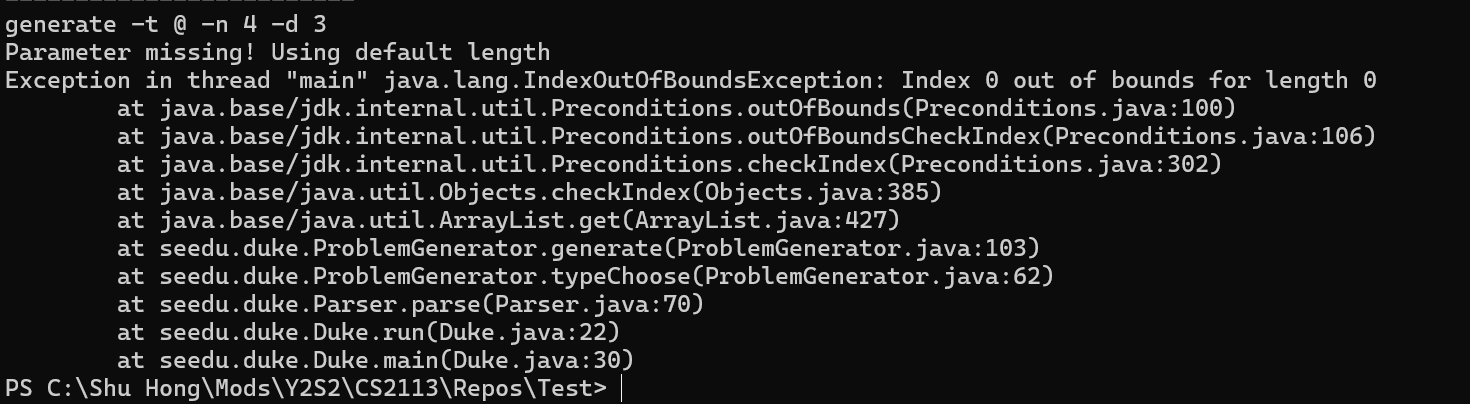 generate -t @ -n 4 -d 3
Parameter missing! Using default length
Exception in thread "main" java.lang.IndexOutOfBoundsException: Index 0 out of bounds for length 0
        at java.base/jdk.internal.util.Preconditions.outOfBounds(Preconditions.java:100)
        at java.base/jdk.internal.util.Preconditions.outOfBoundsCheckIndex(Preconditions.java:106)
        at java.base/jdk.internal.util.Preconditions.checkIndex(Preconditions.java:302)
        at java.base/java.util.Objects.checkIndex(Objects.java:385)
        at java.base/java.util.ArrayList.get(ArrayList.java:427)
        at seedu.duke.ProblemGenerator.generate(ProblemGenerator.java:103)
        at seedu.duke.ProblemGenerator.typeChoose(ProblemGenerator.java:62)
        at seedu.duke.Parser.parse(Parser.java:70)
        at seedu.duke.Duke.run(Duke.java:22)
        at seedu.duke.Duke.main(Duke.java:30)
PS C:\Shu Hong\Mods\Y2S2\CS2113\Repos\Test>